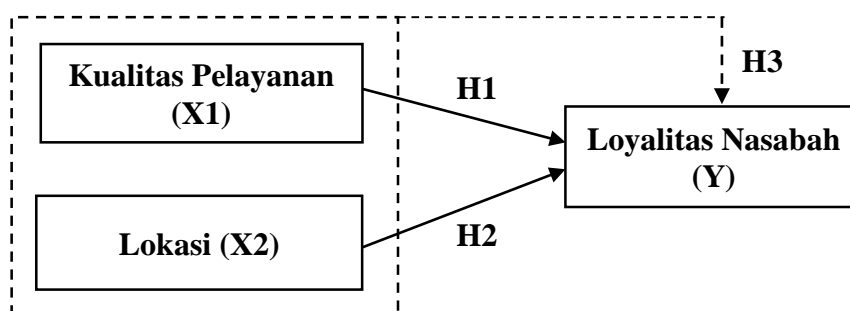 Kualitas Pelayanan
(X1)
H1
H3
Loyalitas Nasabah
(Y)
Lokasi (X2)
H2